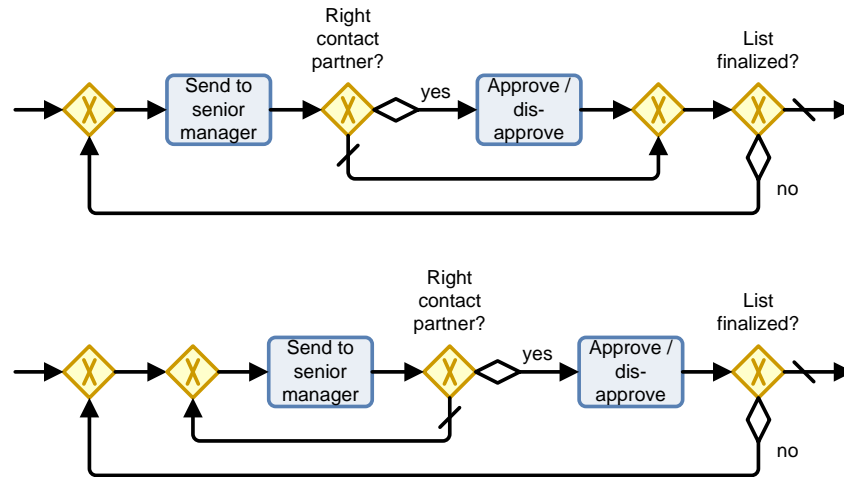 Right
contact
partner?
List
finalized?
Send to
senior
manager
yes
Approve /
dis-
approve
X
X
X
X
no
Right
contact
partner?
List
finalized?
Send to
senior
manager
yes
Approve /
dis-
approve
X
X
X
X
no